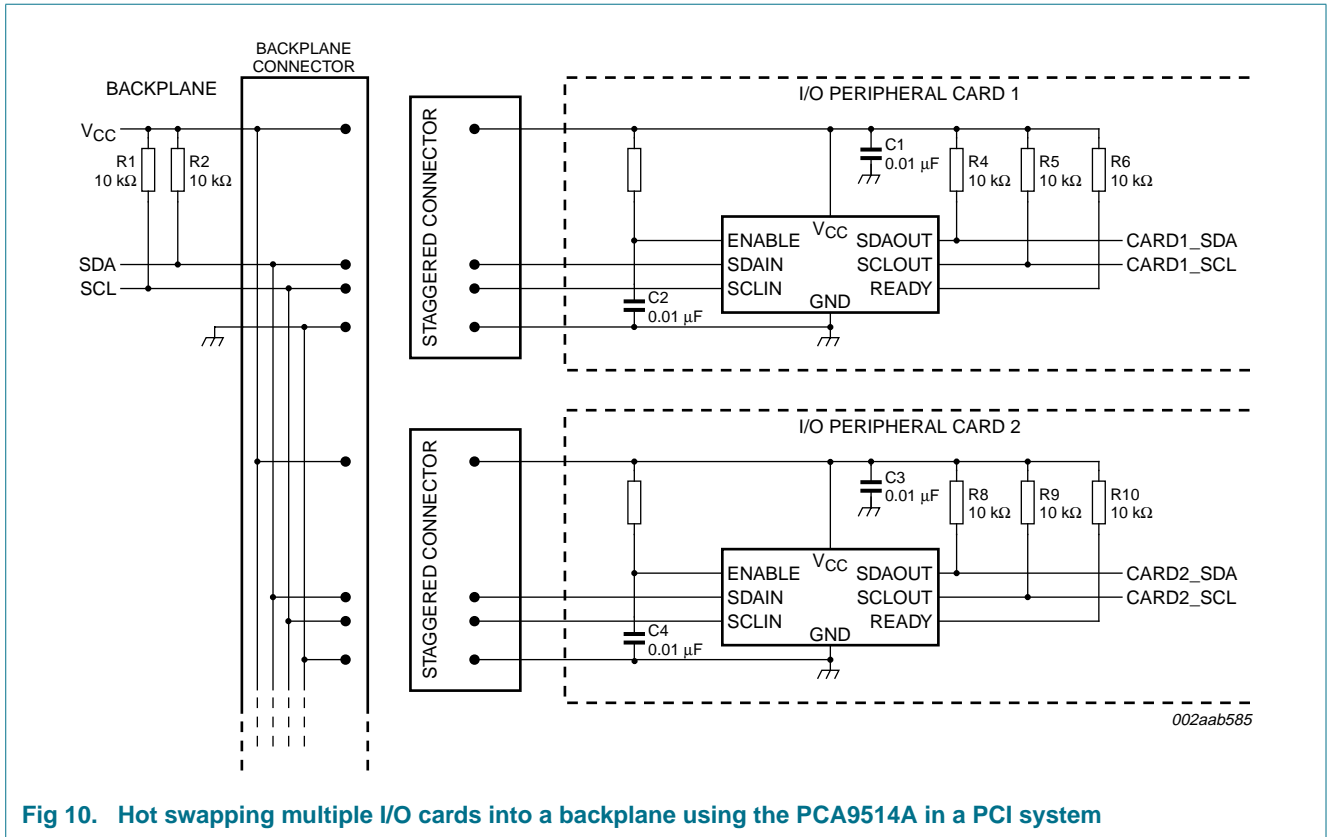 BACKPLANE
CONNECTOR
BACKPLANE
VCC
R1
10 kΩ
R2
10 kΩ
SDA
SCL
STAGGERED CONNECTOR
I/O PERIPHERAL CARD 1
C1
0.01 μF
R4
10 kΩ
R5
10 kΩ
R6
10 kΩ
VCC
ENABLE
SDAIN
SCLIN
SDAOUT
SCLOUT
READY
GND
CARD1_SDA
CARD1_SCL
C2
0.01 μF
STAGGERED CONNECTOR
I/O PERIPHERAL CARD 2
C3
0.01 μF
R8
10 kΩ
R9
10 kΩ
R10
10 kΩ
VCC
ENABLE
SDAIN
SCLIN
SDAOUT
SCLOUT
READY
GND
CARD2_SDA
CARD2_SCL
C4
0.01 μF
002aab585
Fig 10. Hot swapping multiple I/O cards into a backplane using the PCA9514A in a PCI system